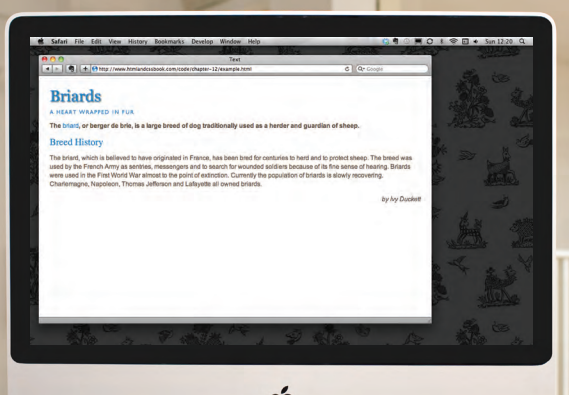 Safari File Edit View History Bookmarks Develop Window Help Sun 12:20
Text
http://www.htmlandcssbook.com/code/chapter-12/example.html Google
Briards
A HEART WRAPPED IN FUR
The briard, or berger de brie, is a large breed of dog traditionally used as a herder and guardian of sheep.
Breed History
The briard, which is believed to have originated in France, has been bred for centuries to herd and to protect sheep. The breed was
used by the French Army as sentries, messengers and to search for wounded soldiers because of its fine sense of hearing. Briards
were used in the First World War almost to the point of extinction. Currently the population of briards is slowly recovering.
Charlemagne, Napoleon, Thomas Jefferson and Lafayette all owned briards.
by Ivy Duckett